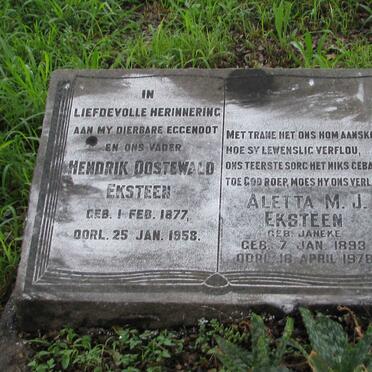 IN
LIEFDEVOLLE HERINNERING
AAN MY DIERBARE EGGENOOT
EN ONS VADER
HENDRIK OOSTEWALD
EKSTEEN
GEB. 1 FEB. 1877,
OORL. 25 JAN. 1958.
MET TRANE HET ONS HOM AANSK
HOE SY LEWENSLIG VERFLOU,
ONS TEERSTE SORG HET NIKS GEBA
TOE GOD ROEP, MOES HY ONS VERL
ALETTA M. J.
EKSTEEN
GEB. JANEKE
GEB. 7 JAN. 1893
OORL. 18 APRIL 1978